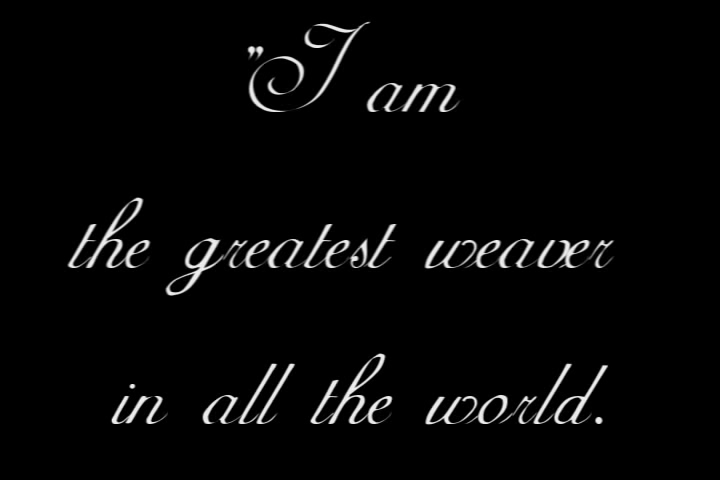 "I am
the greatest weaver
in all the world.